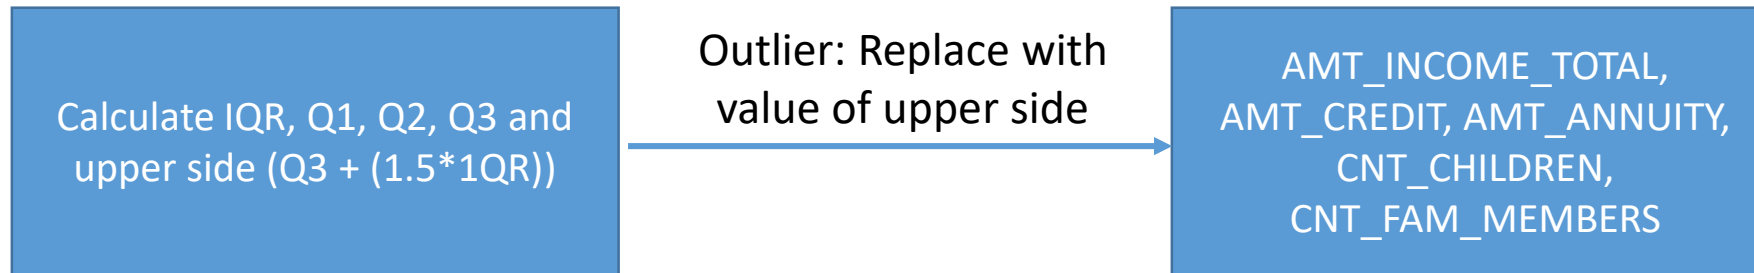 Calculate IQR, Q1, Q2, Q3 and
upper side (Q3 + (1.5*1QR))
Outlier: Replace with
value of upper side
AMT_INCOME_TOTAL,
AMT_CREDIT, AMT_ANNUITY,
CNT_CHILDREN,
CNT_FAM_MEMBERS